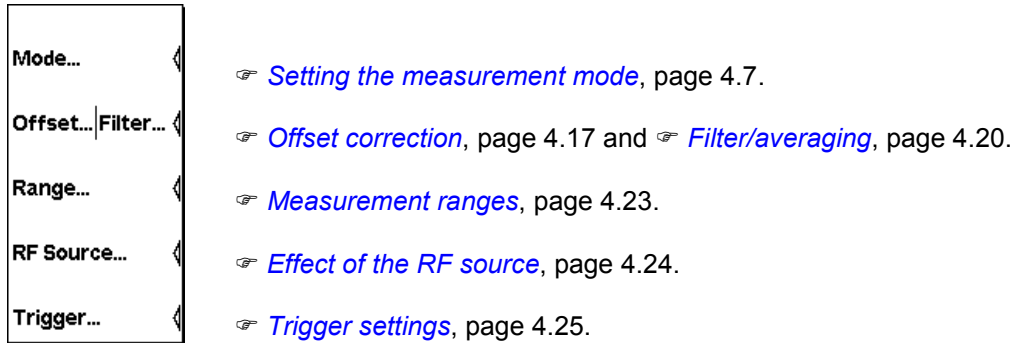 Mode...
☞ Setting the measurement mode, page 4.7.
Offset...|Filter...
☞ Offset correction, page 4.17 and ☞ Filter/averaging, page 4.20.
Range...
☞ Measurement ranges, page 4.23.
RF Source...
☞ Effect of the RF source, page 4.24.
Trigger...
☞ Trigger settings, page 4.25.